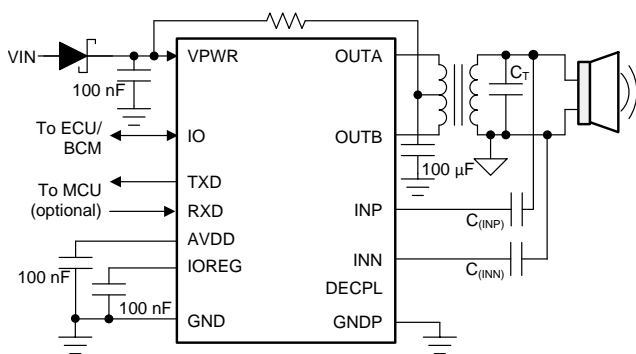 VIN
VPWR
OUTA
C_T
100 nF
To ECU/
BCM
IO
OUTB
100 µF
TXD
To MCU
(optional)
RXD
INP
C(INP)
AVDD
100 nF
IOREG
INN
C(INN)
100 nF
DECPL
GND
GNDP